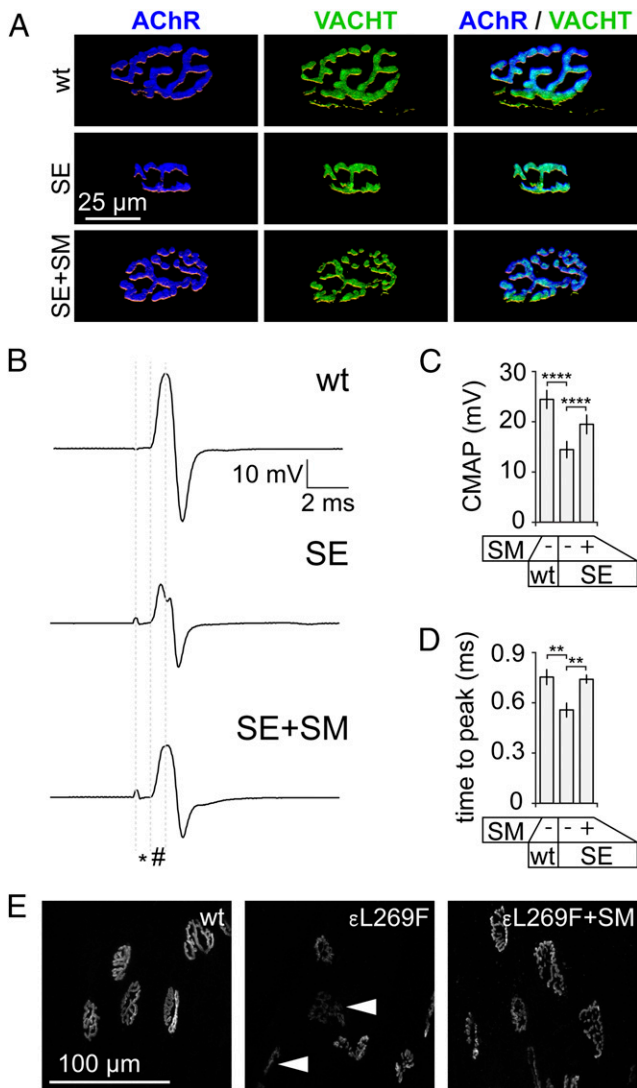 A
AChR VACHT AChR / VACHT
wt
SE
25 µm
SE+SM
B
wt
10 mV
2 ms
SE
SE+SM
* #
C
CMAP (mV)
30
20
10
0
**** ****
SM - - +
wt SE
D
time to peak (ms)
0.9
0.6
0.3
0
** **
SM - - +
wt SE
E
wt εL269F εL269F+SM
100 µm